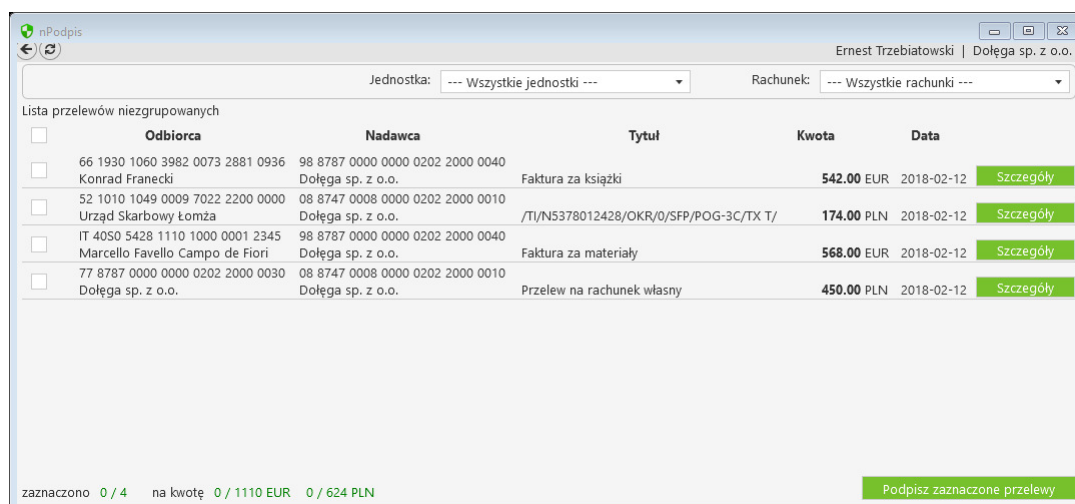 nPodpis
Ernest Trzebiatowski | Dołęga sp. z o.o.
Jednostka: --- Wszystkie jednostki --- Rachunek: --- Wszystkie rachunki ---
Lista przelewów niezgrupowanych
Odbiorca Nadawca Tytuł Kwota Data
66 1930 1060 3982 0073 2881 0936 98 8787 0000 0000 0202 2000 0040
Konrad Franecki Dołęga sp. z o.o. Faktura za książki 542.00 EUR 2018-02-12 Szczegóły
52 1010 1049 0009 7022 2200 0000 08 8747 0008 0000 0202 2000 0010
Urząd Skarbowy Łomża Dołęga sp. z o.o. /TI/N5378012428/OKR/0/SFP/POG-3C/TX T/ 174.00 PLN 2018-02-12 Szczegóły
IT 40S0 5428 1110 1000 0001 2345 98 8787 0000 0000 0202 2000 0040
Marcello Favello Campo de Fiori Dołęga sp. z o.o. Faktura za materiały 568.00 EUR 2018-02-12 Szczegóły
77 8787 0000 0000 0202 2000 0030 08 8747 0008 0000 0202 2000 0010
Dołęga sp. z o.o. Dołęga sp. z o.o. Przelew na rachunek własny 450.00 PLN 2018-02-12 Szczegóły
zaznaczono 0 / 4 na kwotę 0 / 1110 EUR 0 / 624 PLN Podpisz zaznaczone przelewy